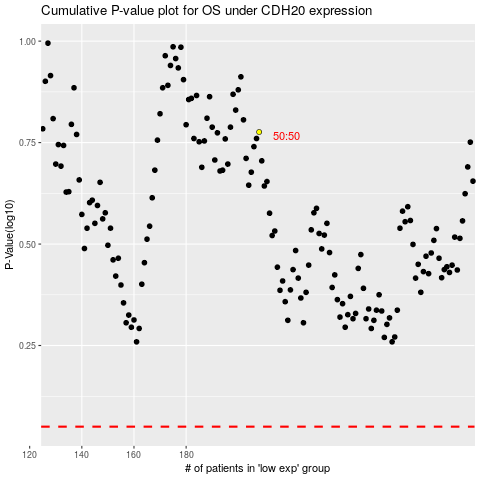 Cumulative P-value plot for OS under CDH20 expression
P-Value(log10)
1.00
0.75
0.50
0.25
50:50
120 140 160 180
# of patients in 'low exp' group